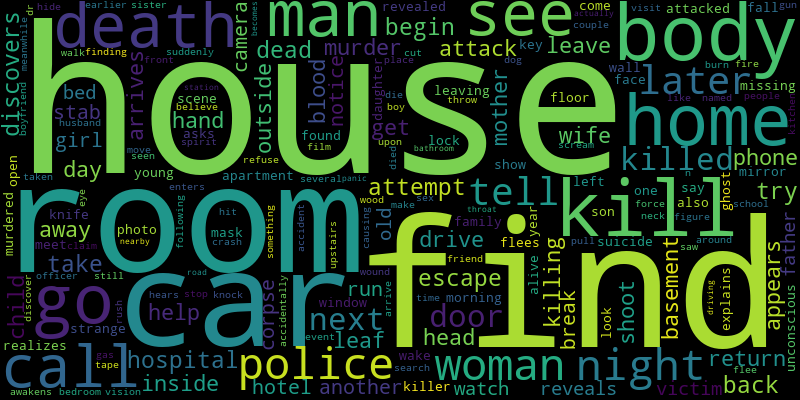 hide earlier sister death man see attacked fall gun
dr revealed come visit actually couple becomes
meanwhile discovers arrives camera begin key body
boyfriend finding suddenly dead murder attack leave wall
walk front place cut dog burn fire later
bed stab scene believe house floor face missing
husband hand outside blood notice daughter mother like named people
girl asks spirit station found die boy get home kitchen
day young film upon throw wife killed phone
move seen refuse lock leaving scream mirror
taken apartment several panic died bathroom show n
open enters room attempt tell kill left one say try
murdered knife eye following hit something wood make sex throat son force also ghost school
away photo mask upstairs causing old year neck figure
meet claim nearby crash accident family suicide saw around father
take officer still car drive flees pull
child go road friend find shoot basement appears
discover hears stop knock corpse accidentally run escape wound alive killing driving
help rush window arrive time morning break look explains unconscious
strange next event leaf head door
realizes gas hospital police wake woman night return flee
call tape inside hotel another killer search watch reveals victim back
awakens bedroom vision